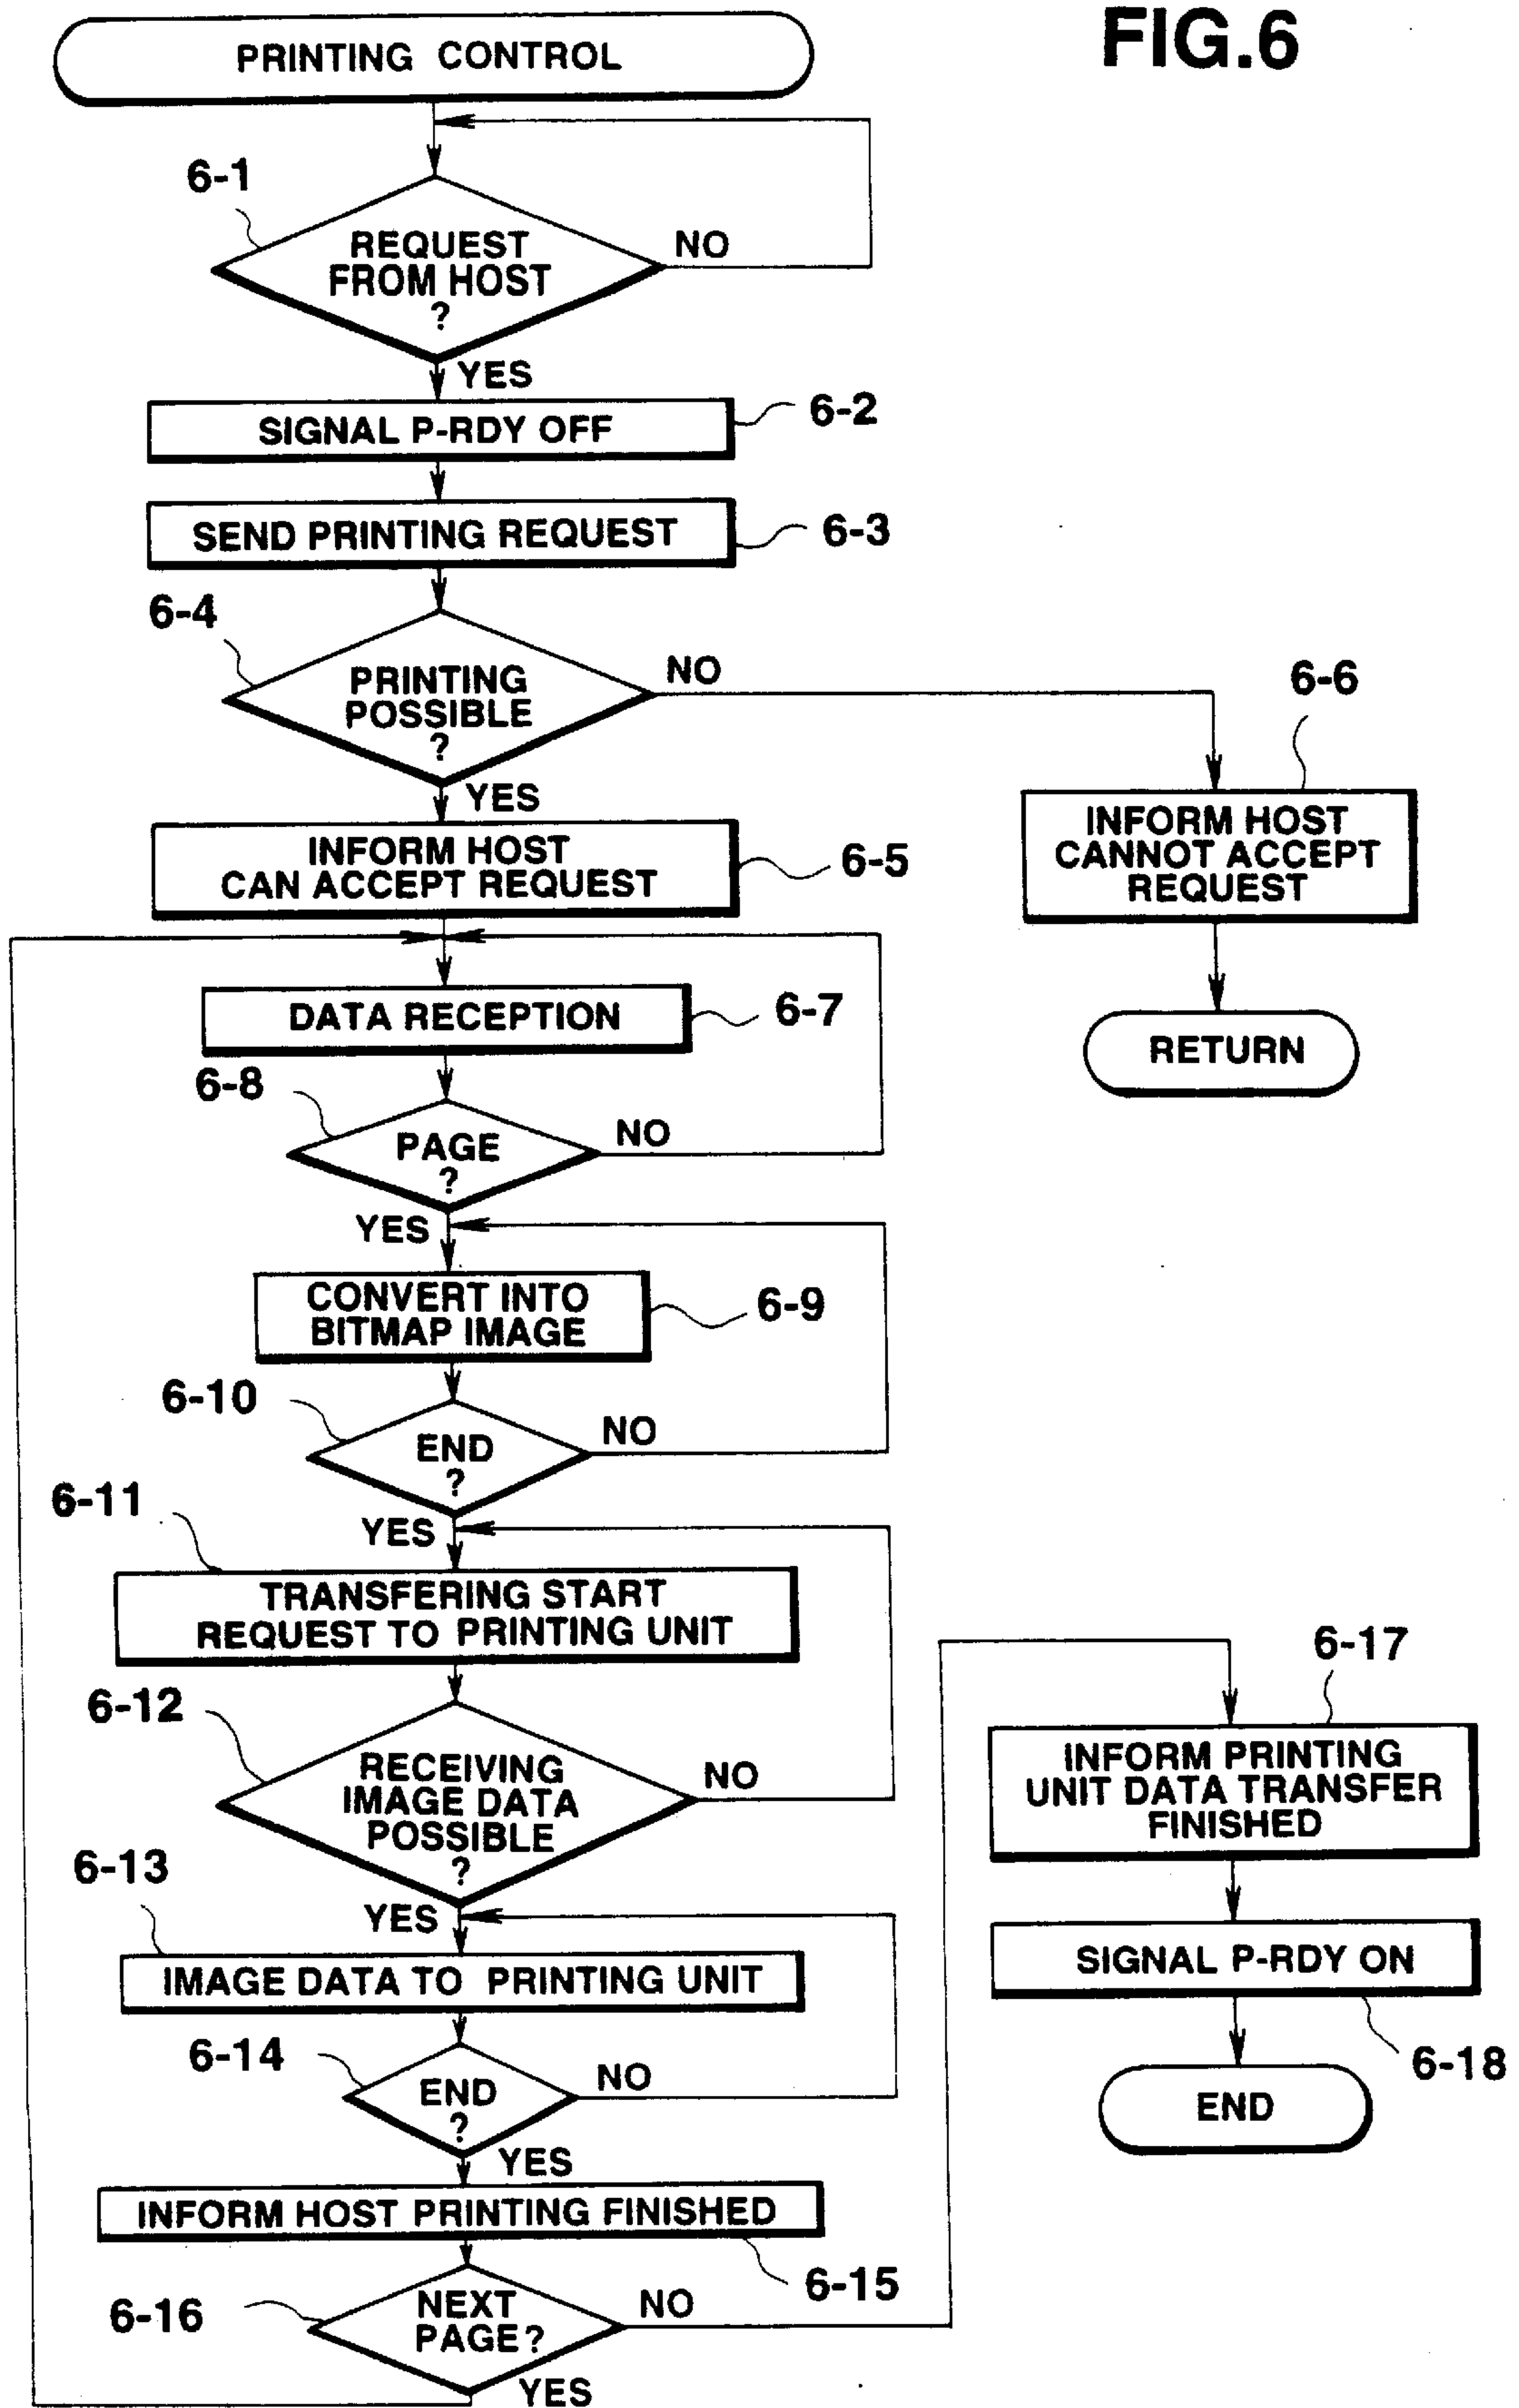 FIG.6
PRINTING CONTROL
6-1
REQUEST
FROM HOST
?
NO
YES
SIGNAL P-RDY OFF
6-2
SEND PRINTING REQUEST
6-3
6-4
PRINTING
POSSIBLE
?
NO
YES
6-6
INFORM HOST
CANNOT ACCEPT
REQUEST
RETURN
INFORM HOST
CAN ACCEPT REQUEST
6-5
DATA RECEPTION
6-7
6-8
PAGE
?
NO
YES
CONVERT INTO
BITMAP IMAGE
6-9
6-10
END
?
NO
YES
6-11
TRANSFERING START
REQUEST TO PRINTING UNIT
6-12
RECEIVING
IMAGE DATA
POSSIBLE
?
NO
YES
6-13
IMAGE DATA TO PRINTING UNIT
6-14
END
?
NO
YES
INFORM HOST PRINTING FINISHED
6-15
6-16
NEXT
PAGE?
NO
YES
6-17
INFORM PRINTING
UNIT DATA TRANSFER
FINISHED
SIGNAL P-RDY ON
6-18
END